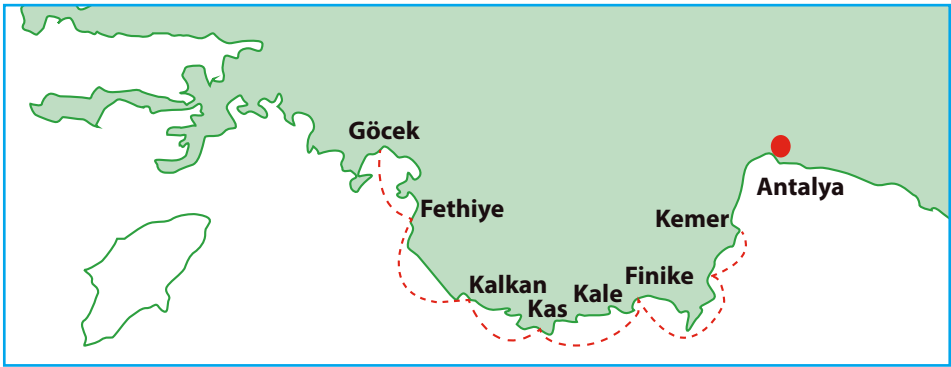 Göcek
Antalya
Fethiye
Kemer
Finike
Kalkan
Kale
Kas